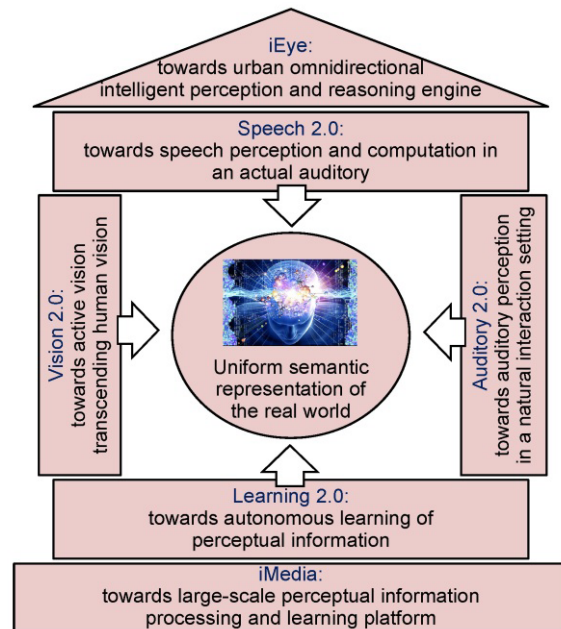 iEye:
towards urban omnidirectional
intelligent perception and reasoning engine
Speech 2.0:
towards speech perception and computation in
an actual auditory
Vision 2.0:
towards active vision
transcending human vision
Uniform semantic
representation of
the real world
Auditory 2.0:
towards auditory perception
in a natural interaction setting
Learning 2.0:
towards autonomous learning of
perceptual information
iMedia:
towards large-scale perceptual information
processing and learning platform